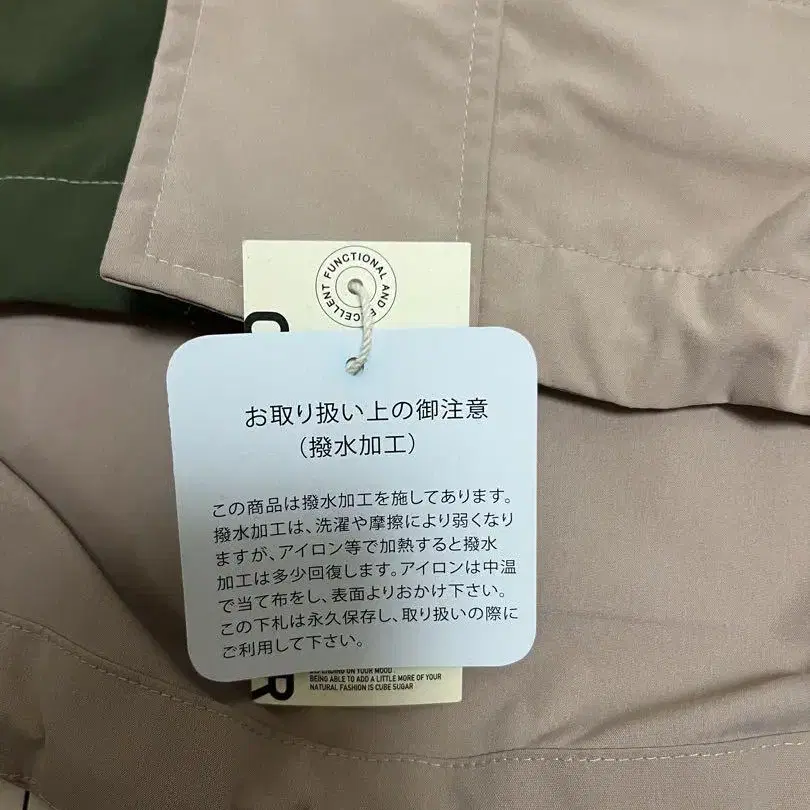 FUNCTIONAL AND EXCELLENT
お取り扱い上の御注意
（撥水加工）
この商品は撥水加工を施してあります。
撥水加工は、洗濯や摩擦により弱くなり
ますが、アイロン等で加熱すると撥水
加工は多少回復します。アイロンは中温
で当て布をし、表面よりおかけ下さい。
この下札は永久保存し、取り扱いの際に
ご利用して下さい。
R
DEPENDING ON YOUR MOOD
BEING ABLE TO ADD A LITTLE MORE OF YOUR
NATURAL FASHION IS CUBE SUGAR